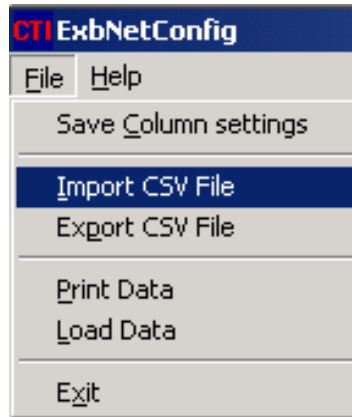 CTI ExbNetConfig
File Help
Save Column settings
Import CSV File
Export CSV File
Print Data
Load Data
Exit